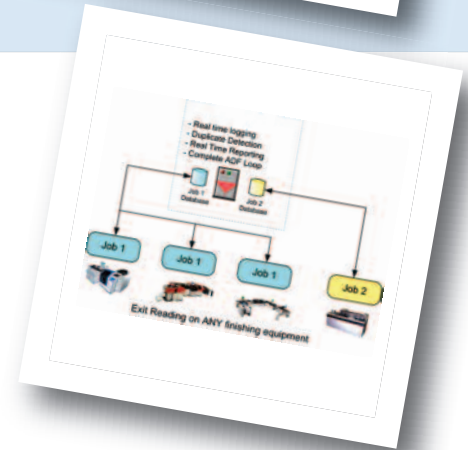 - Real time logging
- Duplicate Detection
- Real Time Reporting
- Complete ADF Loop
Job 1
Database
Job 2
Database
Job 1
Job 1
Job 1
Job 2
Exit Reading on ANY finishing equipment